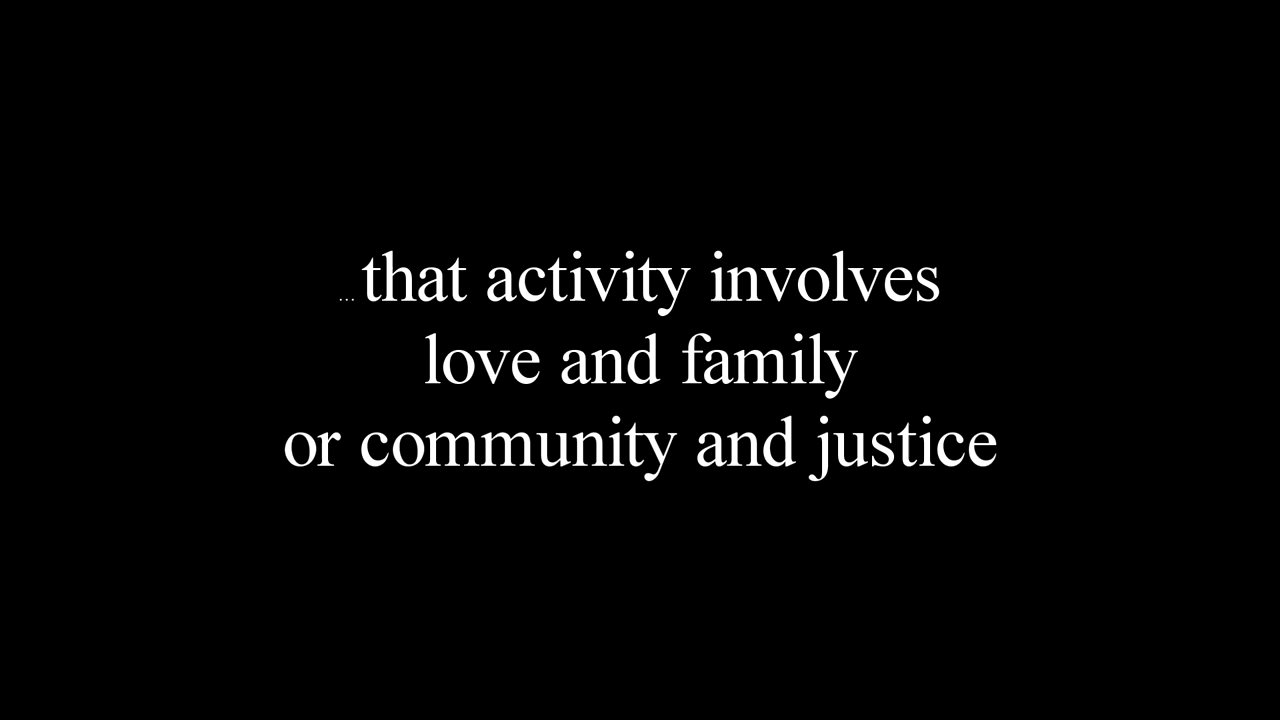 ... that activity involves
love and family
or community and justice